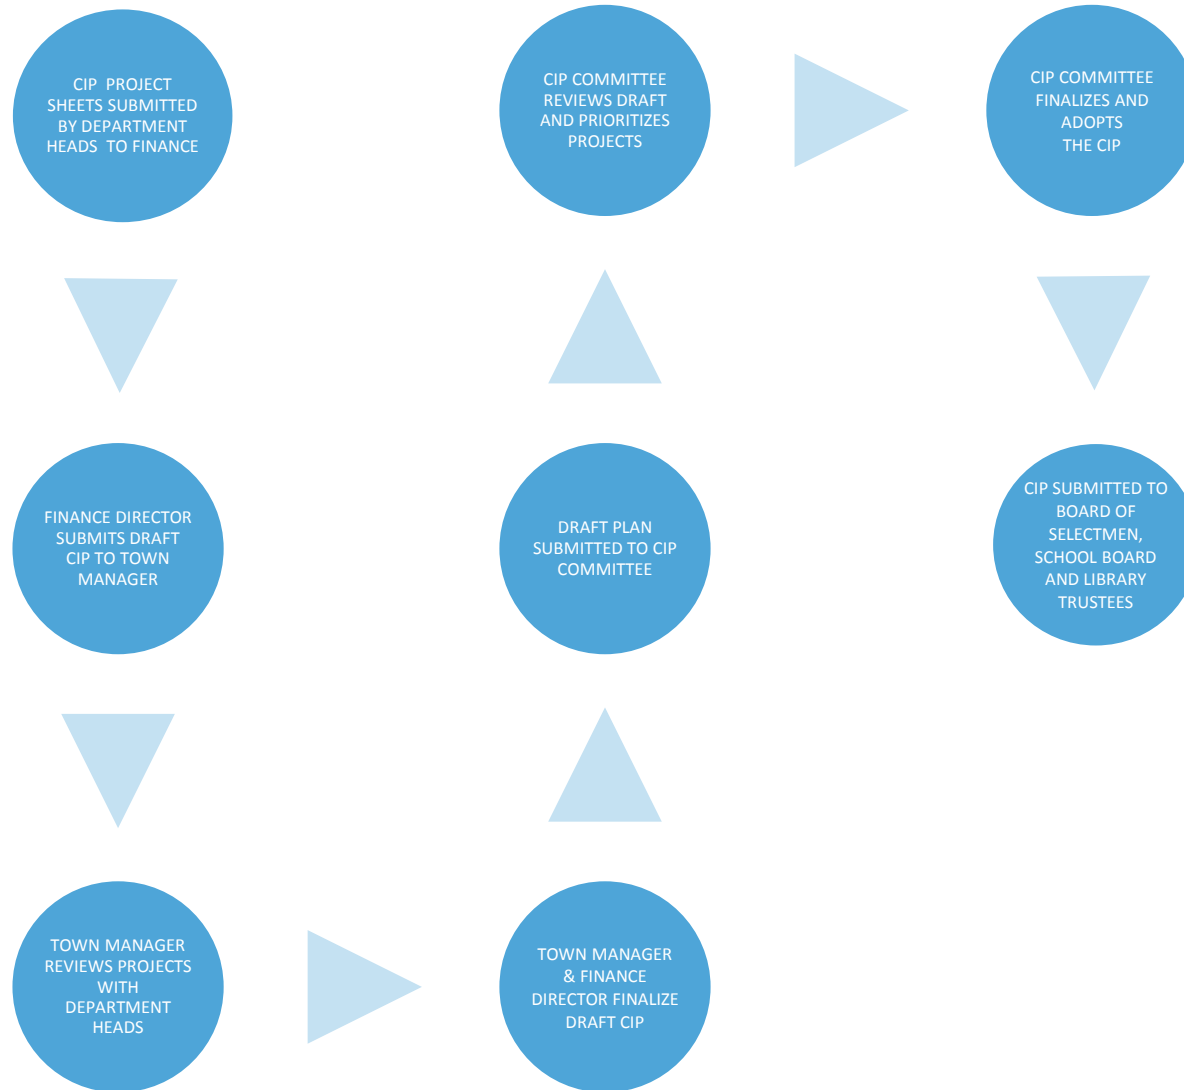 CIP PROJECT
SHEETS SUBMITTED
BY DEPARTMENT
HEADS TO FINANCE
FINANCE DIRECTOR
SUBMITS DRAFT
CIP TO TOWN
MANAGER
TOWN MANAGER
REVIEWS PROJECTS
WITH
DEPARTMENT
HEADS
TOWN MANAGER
& FINANCE
DIRECTOR FINALIZE
DRAFT CIP
DRAFT PLAN
SUBMITTED TO CIP
COMMITTEE
CIP COMMITTEE
REVIEWS DRAFT
AND PRIORITIZES
PROJECTS
CIP COMMITTEE
FINALIZES AND
ADOPTS
THE CIP
CIP SUBMITTED TO
BOARD OF
SELECTMEN,
SCHOOL BOARD
AND LIBRARY
TRUSTEES